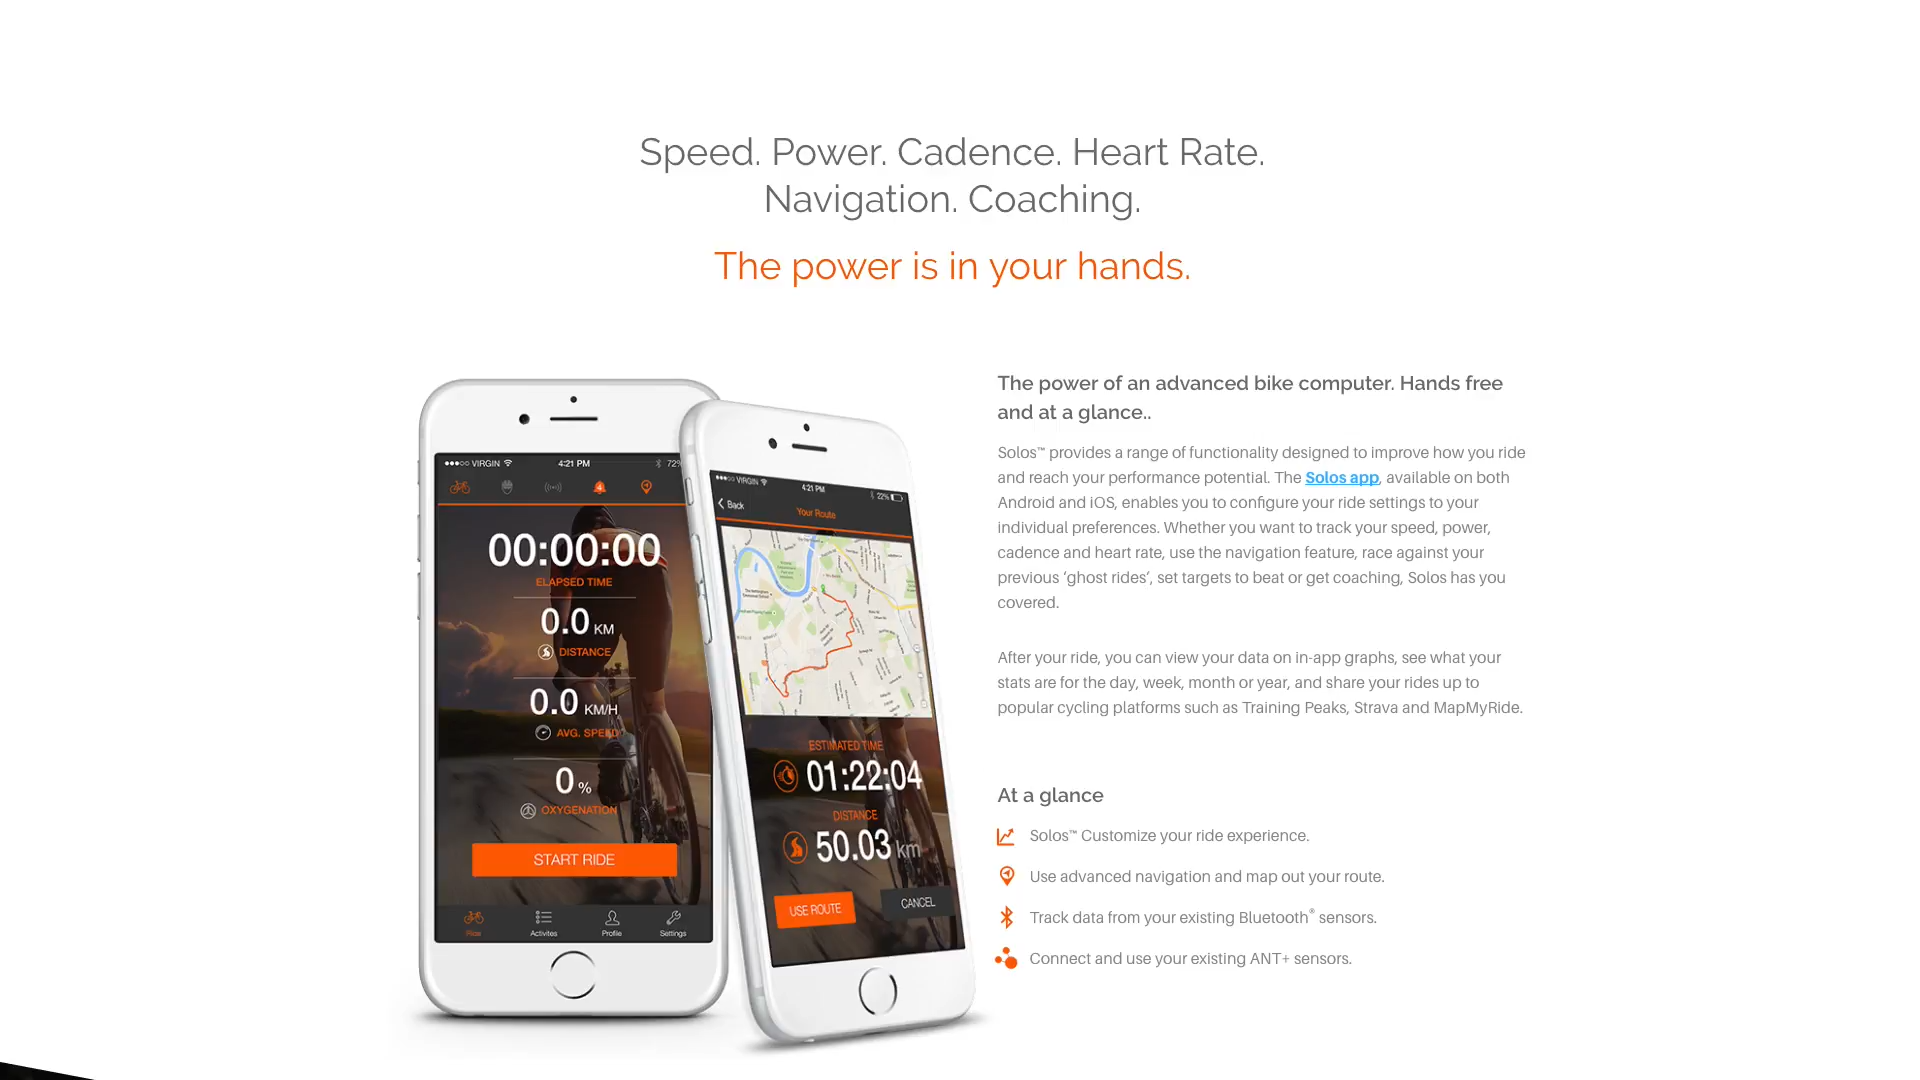 Speed. Power. Cadence. Heart Rate.
Navigation. Coaching.
The power is in your hands.
VIRGIN 4:21 PM 72%
4
00:00:00
ELAPSED TIME
0.0 KM
DISTANCE
0.0 KM/H
AVG. SPEED
0 %
OXYGENATION
START RIDE
Ride Activites Profile Settings
VIRGIN 4:21 PM 22%
Back Your Route
ESTIMATED TIME
01:22:04
DISTANCE
50.03 km
USE ROUTE CANCEL
The power of an advanced bike computer. Hands free
and at a glance..
Solos™ provides a range of functionality designed to improve how you ride
and reach your performance potential. The Solos app, available on both
Android and iOS, enables you to configure your ride settings to your
individual preferences. Whether you want to track your speed, power,
cadence and heart rate, use the navigation feature, race against your
previous ‘ghost rides’, set targets to beat or get coaching, Solos has you
covered.
After your ride, you can view your data on in-app graphs, see what your
stats are for the day, week, month or year, and share your rides up to
popular cycling platforms such as Training Peaks, Strava and MapMyRide.
At a glance
Solos™ Customize your ride experience.
Use advanced navigation and map out your route.
Track data from your existing Bluetooth® sensors.
Connect and use your existing ANT+ sensors.